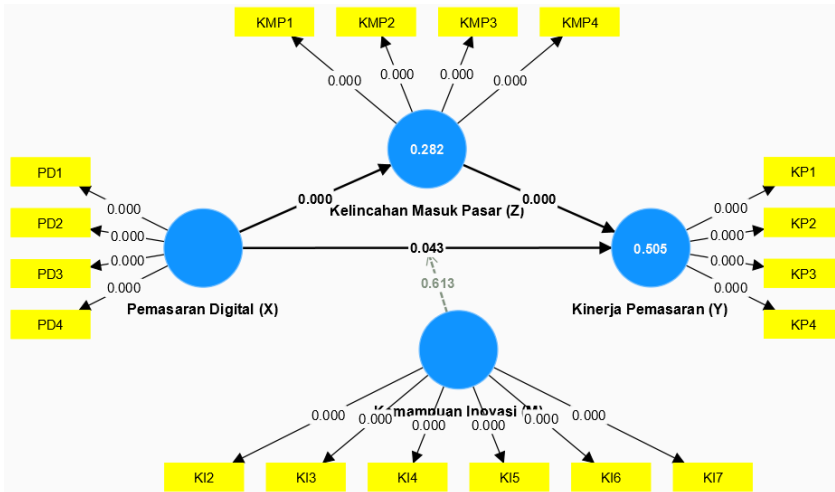 KMP1
KMP2
KMP3
KMP4
0.000
0.000
0.000
0.000
0.282
Kelincahan Masuk Pasar (Z)
PD1
PD2
PD3
PD4
0.000
0.000
0.000
0.000
Pemasaran Digital (X)
0.000
0.000
0.043
0.613
KP1
KP2
KP3
KP4
0.000
0.000
0.000
0.000
0.505
Kinerja Pemasaran (Y)
Kemampuan Inovasi (M)
0.000
0.000
0.000
0.000
0.000
0.000
KI2
KI3
KI4
KI5
KI6
KI7